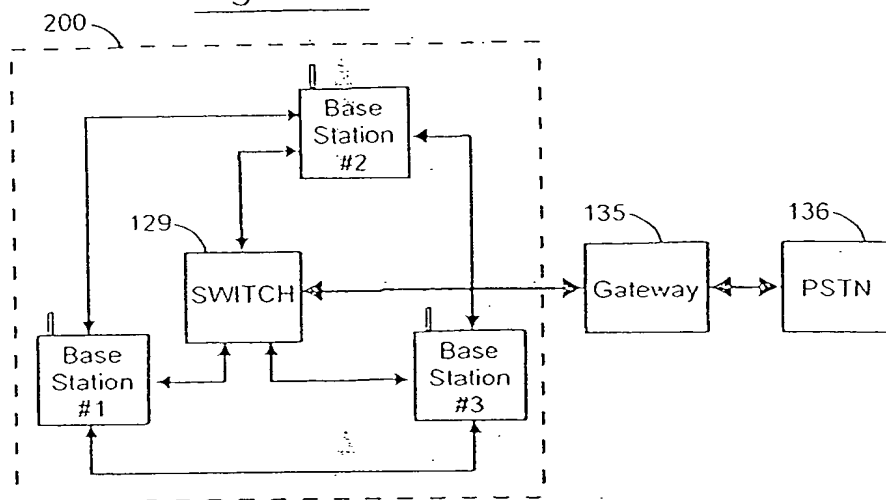 200
Base
Station
#2
129
SWITCH
135
Gateway
136
PSTN
Base
Station
#1
Base
Station
#3